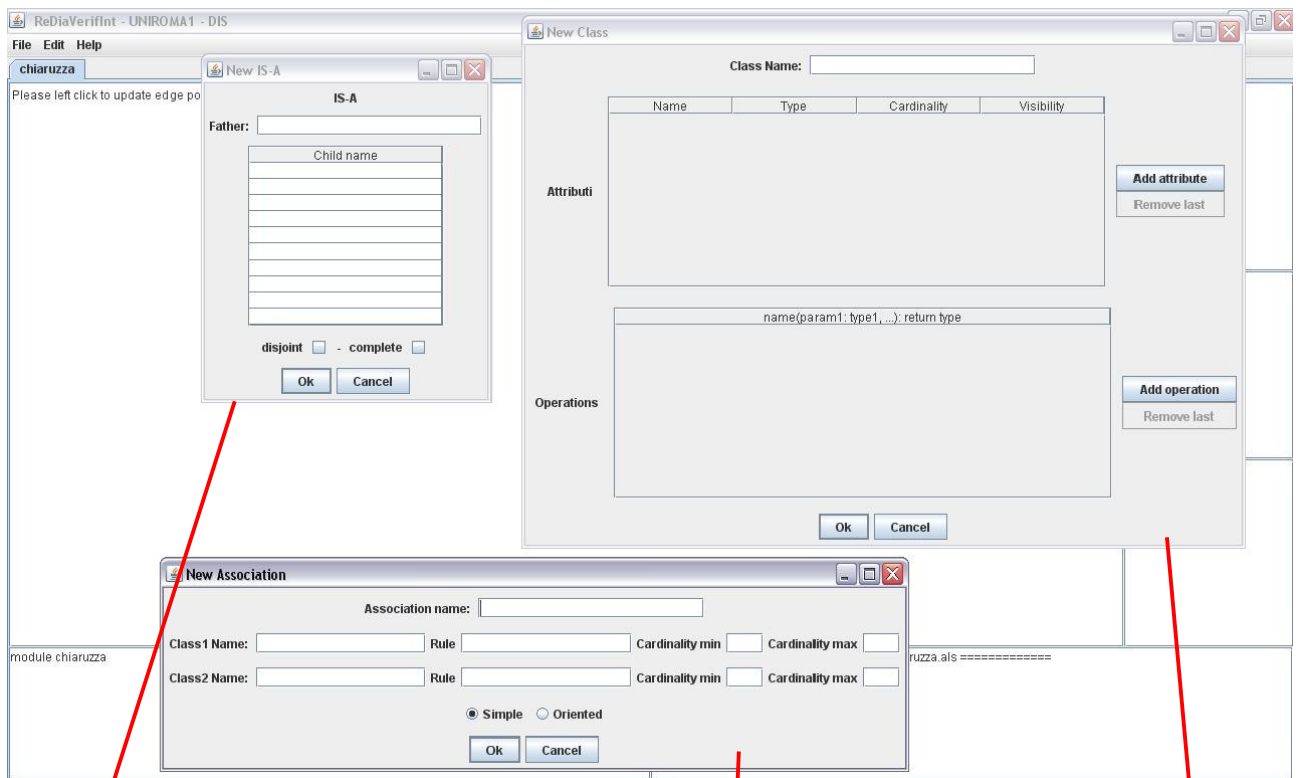 ReDiaVerifInt - UNIROMA1 - DIS
File Edit Help
chiaruzza
Please left click to update edge po
New IS-A
IS-A
Father:
Child name
disjoint - complete
Ok Cancel
New Class
Class Name:
Attributi
Name Type Cardinality Visibility
Add attribute
Remove last
Operations
name(param1: type1, ...): return type
Add operation
Remove last
Ok Cancel
New Association
Association name:
Class1 Name: Rule Cardinality min Cardinality max
Class2 Name: Rule Cardinality min Cardinality max
Simple Oriented
Ok Cancel
module chiaruzza
ruzza.als =============